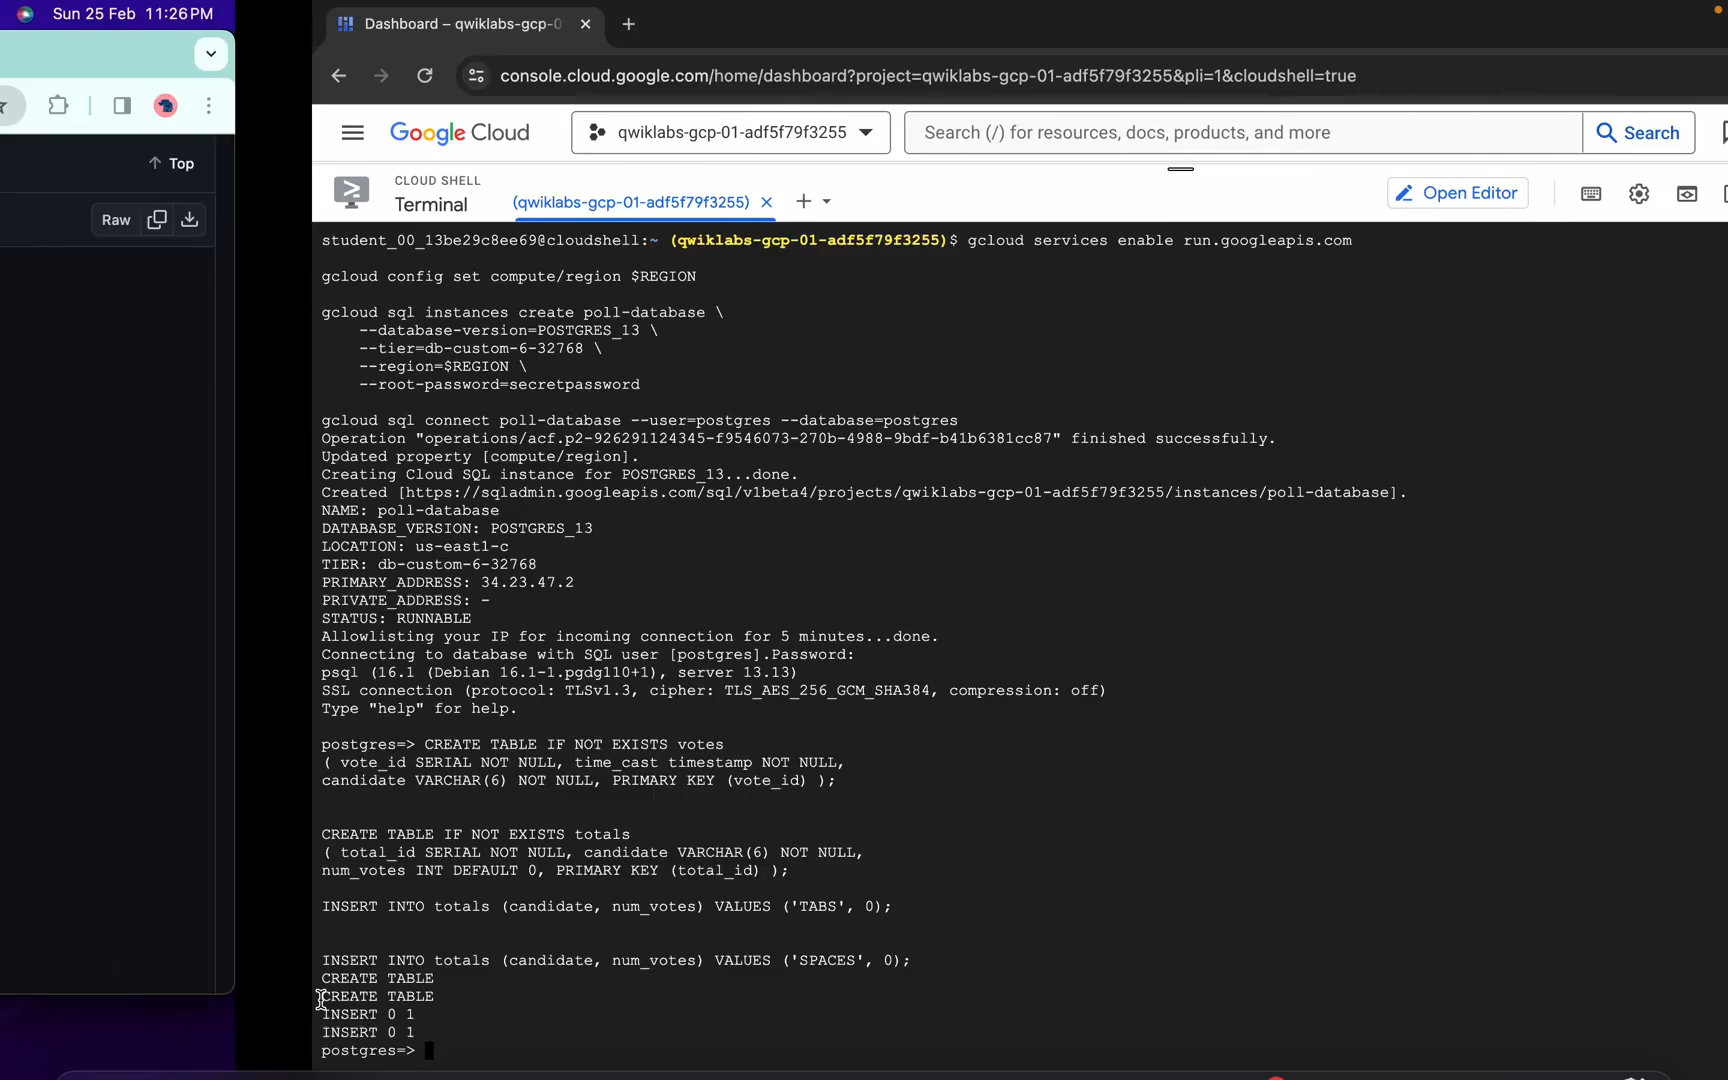 Sun 25 Feb 11:26PM
Top
Raw
Dashboard – qwiklabs-gcp-0
console.cloud.google.com/home/dashboard?project=qwiklabs-gcp-01-adf5f79f3255&pli=1&cloudshell=true
Google Cloud
qwiklabs-gcp-01-adf5f79f3255
Search (/) for resources, docs, products, and more
Search
CLOUD SHELL
Terminal
(qwiklabs-gcp-01-adf5f79f3255)
Open Editor
student_00_13be29c8ee69@cloudshell:~ (qwiklabs-gcp-01-adf5f79f3255)$ gcloud services enable run.googleapis.com
gcloud config set compute/region $REGION
gcloud sql instances create poll-database \
--database-version=POSTGRES_13 \
--tier=db-custom-6-32768 \
--region=$REGION \
--root-password=secretpassword
gcloud sql connect poll-database --user=postgres --database=postgres
Operation "operations/acf.p2-926291124345-f9546073-270b-4988-9bdf-b41b6381cc87" finished successfully.
Updated property [compute/region].
Creating Cloud SQL instance for POSTGRES_13...done.
Created [https://sqladmin.googleapis.com/sql/v1beta4/projects/qwiklabs-gcp-01-adf5f79f3255/instances/poll-database].
NAME: poll-database
DATABASE_VERSION: POSTGRES_13
LOCATION: us-east1-c
TIER: db-custom-6-32768
PRIMARY_ADDRESS: 34.23.47.2
PRIVATE_ADDRESS: -
STATUS: RUNNABLE
Allowlisting your IP for incoming connection for 5 minutes...done.
Connecting to database with SQL user [postgres].Password:
psql (16.1 (Debian 16.1-1.pgdg110+1), server 13.13)
SSL connection (protocol: TLSv1.3, cipher: TLS_AES_256_GCM_SHA384, compression: off)
Type "help" for help.
postgres=> CREATE TABLE IF NOT EXISTS votes
( vote_id SERIAL NOT NULL, time_cast timestamp NOT NULL,
candidate VARCHAR(6) NOT NULL, PRIMARY KEY (vote_id) );
CREATE TABLE IF NOT EXISTS totals
( total_id SERIAL NOT NULL, candidate VARCHAR(6) NOT NULL,
num_votes INT DEFAULT 0, PRIMARY KEY (total_id) );
INSERT INTO totals (candidate, num_votes) VALUES ('TABS', 0);
INSERT INTO totals (candidate, num_votes) VALUES ('SPACES', 0);
CREATE TABLE
CREATE TABLE
INSERT 0 1
INSERT 0 1
postgres=>